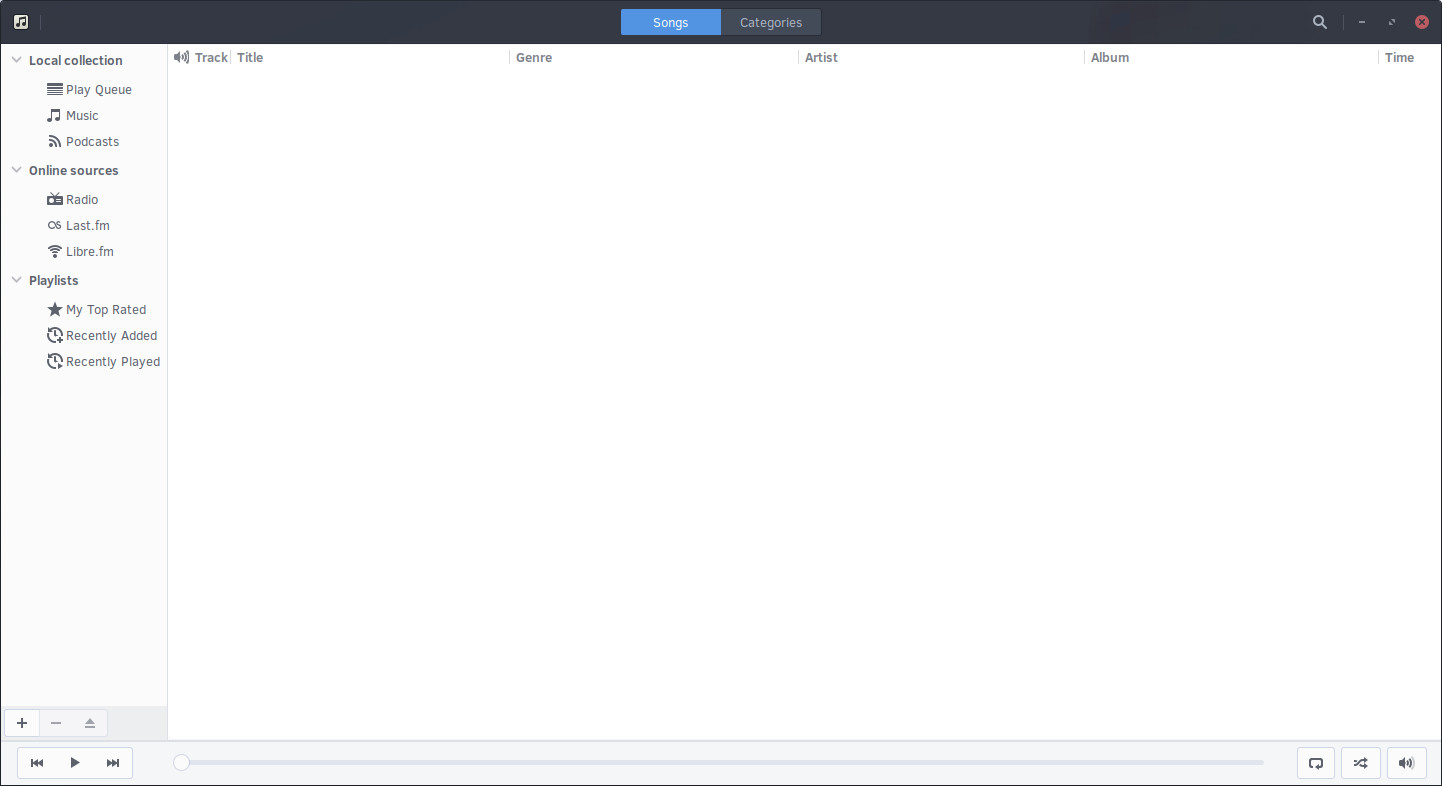 Songs Categories
Local collection
Play Queue
Music
Podcasts
Online sources
Radio
Last.fm
Libre.fm
Playlists
My Top Rated
Recently Added
Recently Played
Track Title Genre Artist Album Time